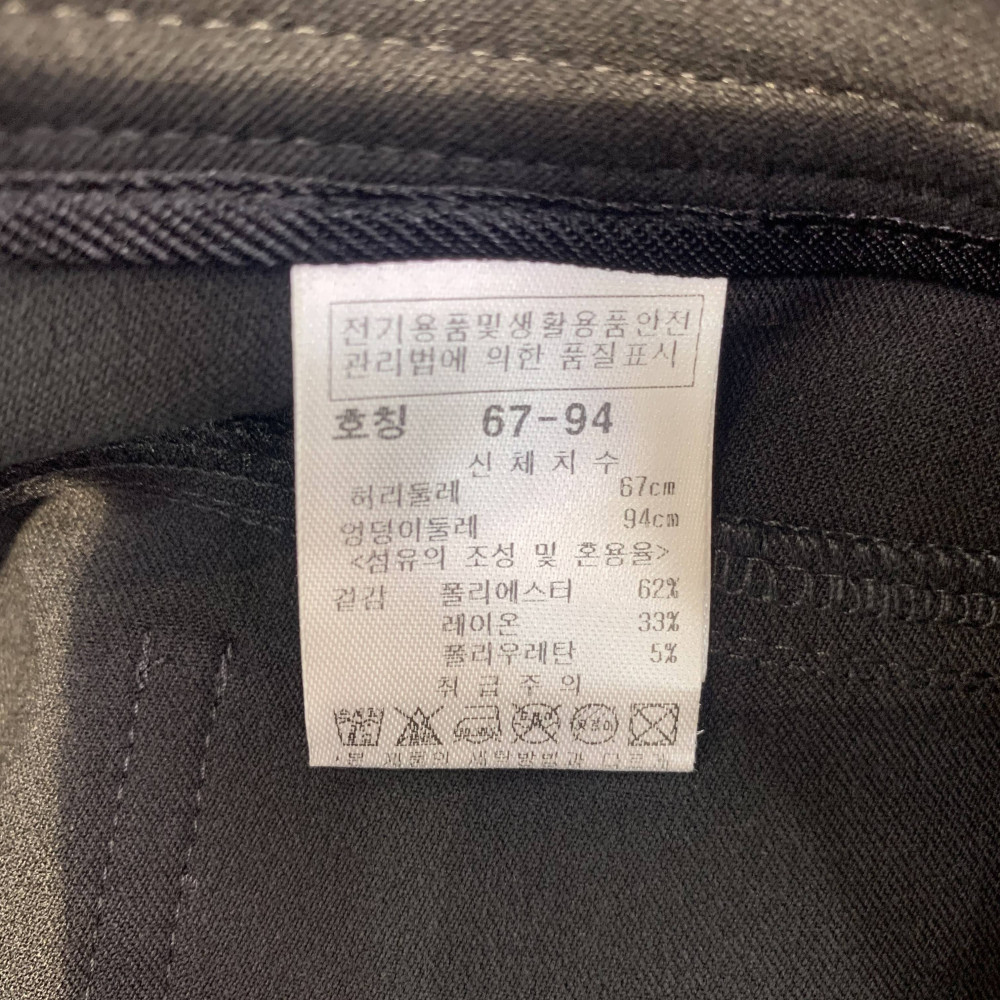 전기용품및생활용품안전
관리법에 의한 품질표시
호칭 67-94
신체치수
허리둘레 67cm
엉덩이둘레 94cm
<섬유의 조성 및 혼용율>
겉감 폴리에스터 62%
레이온 33%
폴리우레탄 5%
취급주의